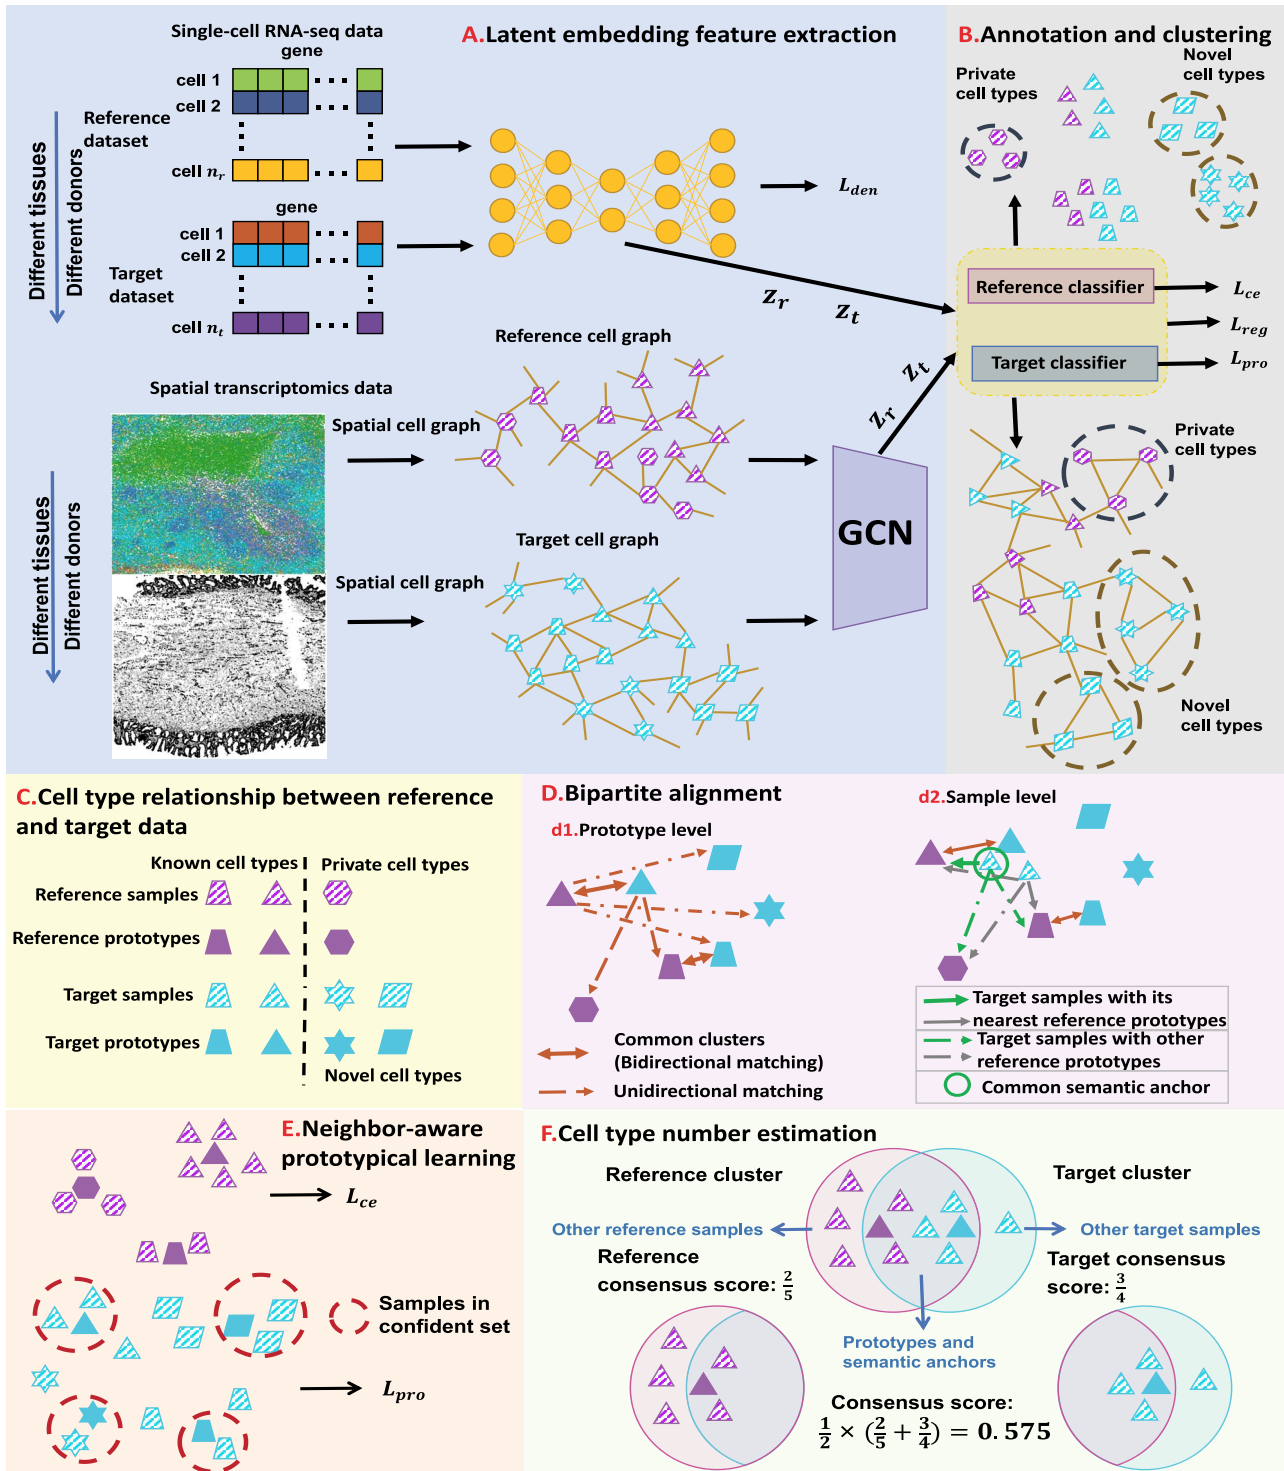 A.Latent embedding feature extraction
Single-cell RNA-seq data
gene
cell 1
cell 2
cell n_r
Reference
dataset
gene
cell 1
cell 2
cell n_t
Target
dataset
Different tissues
Different donors
L_den
Z_r
Z_t
Spatial transcriptomics data
Different tissues
Different donors
Spatial cell graph
Spatial cell graph
Reference cell graph
Target cell graph
GCN
Z_r
Z_t
B.Annotation and clustering
Private
cell types
Novel
cell types
Reference classifier
Target classifier
L_ce
L_reg
L_pro
Private
cell types
Novel
cell types
C.Cell type relationship between reference
and target data
Known cell types
Private cell types
Reference samples
Reference prototypes
Target samples
Target prototypes
Novel cell types
D.Bipartite alignment
d1.Prototype level
Common clusters
(Bidirectional matching)
Unidirectional matching
d2.Sample level
Target samples with its
nearest reference prototypes
Target samples with other
reference prototypes
Common semantic anchor
E.Neighbor-aware
prototypical learning
L_ce
Samples in
confident set
L_pro
F.Cell type number estimation
Reference cluster
Target cluster
Other reference samples
Other target samples
Reference
consensus score: 2/5
Target consensus
score: 3/4
Prototypes and
semantic anchors
Consensus score:
1/2 × (2/5 + 3/4) = 0.575